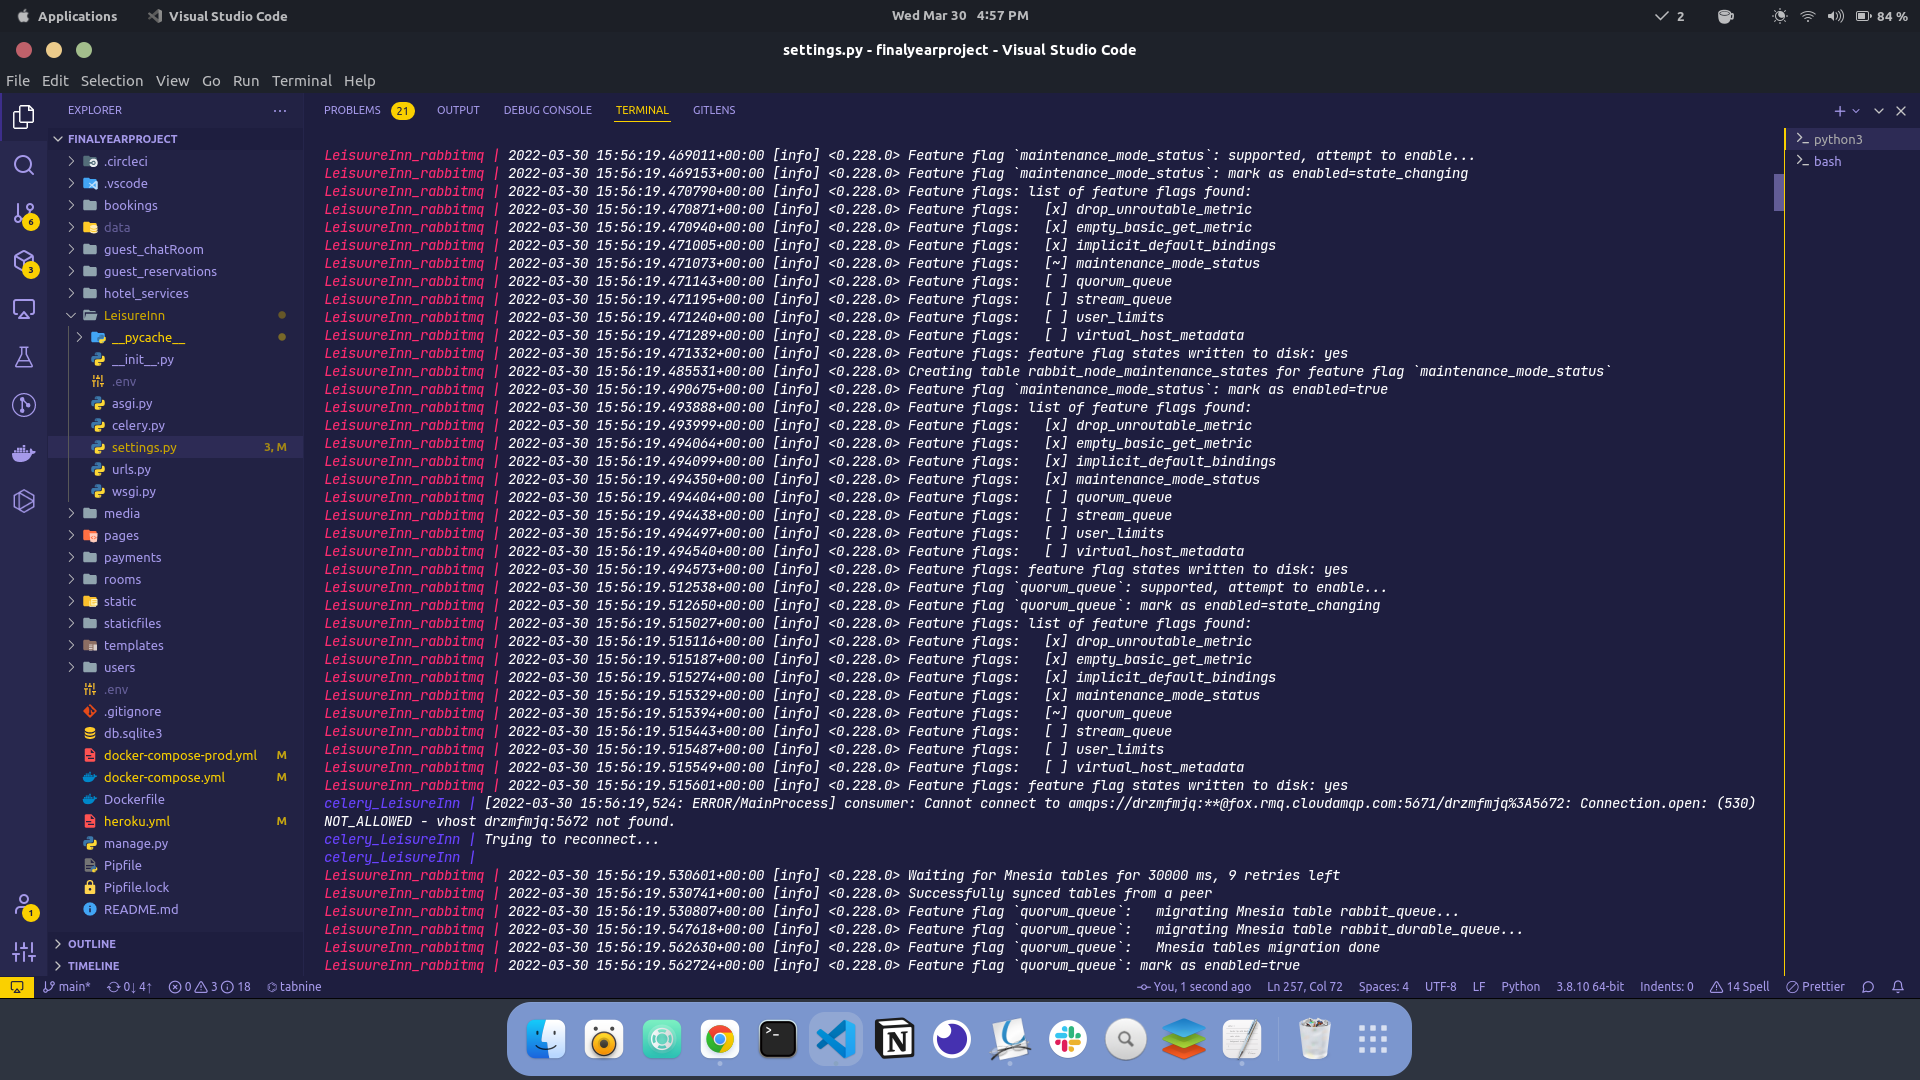 Applications
Visual Studio Code
Wed Mar 30 4:57 PM
2
84 %
settings.py - finalyearproject - Visual Studio Code
File Edit Selection View Go Run Terminal Help
EXPLORER
FINALYEARPROJECT
.circleci
.vscode
bookings
data
guest_chatRoom
guest_reservations
hotel_services
LeisureInn
__pycache__
__init__.py
.env
asgi.py
celery.py
settings.py 3, M
urls.py
wsgi.py
media
pages
payments
rooms
static
staticfiles
templates
users
.env
.gitignore
db.sqlite3
docker-compose-prod.yml M
docker-compose.yml M
Dockerfile
heroku.yml M
manage.py
Pipfile
Pipfile.lock
README.md
OUTLINE
TIMELINE
6
3
1
PROBLEMS 21 OUTPUT DEBUG CONSOLE TERMINAL GITLENS
python3
bash
LeisuureInn_rabbitmq | 2022-03-30 15:56:19.469011+00:00 [info] <0.228.0> Feature flag `maintenance_mode_status`: supported, attempt to enable...
LeisuureInn_rabbitmq | 2022-03-30 15:56:19.469153+00:00 [info] <0.228.0> Feature flag `maintenance_mode_status`: mark as enabled=state_changing
LeisuureInn_rabbitmq | 2022-03-30 15:56:19.470790+00:00 [info] <0.228.0> Feature flags: list of feature flags found:
LeisuureInn_rabbitmq | 2022-03-30 15:56:19.470871+00:00 [info] <0.228.0> Feature flags:   [x] drop_unroutable_metric
LeisuureInn_rabbitmq | 2022-03-30 15:56:19.470940+00:00 [info] <0.228.0> Feature flags:   [x] empty_basic_get_metric
LeisuureInn_rabbitmq | 2022-03-30 15:56:19.471005+00:00 [info] <0.228.0> Feature flags:   [x] implicit_default_bindings
LeisuureInn_rabbitmq | 2022-03-30 15:56:19.471073+00:00 [info] <0.228.0> Feature flags:   [~] maintenance_mode_status
LeisuureInn_rabbitmq | 2022-03-30 15:56:19.471143+00:00 [info] <0.228.0> Feature flags:   [ ] quorum_queue
LeisuureInn_rabbitmq | 2022-03-30 15:56:19.471195+00:00 [info] <0.228.0> Feature flags:   [ ] stream_queue
LeisuureInn_rabbitmq | 2022-03-30 15:56:19.471240+00:00 [info] <0.228.0> Feature flags:   [ ] user_limits
LeisuureInn_rabbitmq | 2022-03-30 15:56:19.471289+00:00 [info] <0.228.0> Feature flags:   [ ] virtual_host_metadata
LeisuureInn_rabbitmq | 2022-03-30 15:56:19.471332+00:00 [info] <0.228.0> Feature flags: feature flag states written to disk: yes
LeisuureInn_rabbitmq | 2022-03-30 15:56:19.485531+00:00 [info] <0.228.0> Creating table rabbit_node_maintenance_states for feature flag `maintenance_mode_status`
LeisuureInn_rabbitmq | 2022-03-30 15:56:19.490675+00:00 [info] <0.228.0> Feature flag `maintenance_mode_status`: mark as enabled=true
LeisuureInn_rabbitmq | 2022-03-30 15:56:19.493888+00:00 [info] <0.228.0> Feature flags: list of feature flags found:
LeisuureInn_rabbitmq | 2022-03-30 15:56:19.493999+00:00 [info] <0.228.0> Feature flags:   [x] drop_unroutable_metric
LeisuureInn_rabbitmq | 2022-03-30 15:56:19.494064+00:00 [info] <0.228.0> Feature flags:   [x] empty_basic_get_metric
LeisuureInn_rabbitmq | 2022-03-30 15:56:19.494099+00:00 [info] <0.228.0> Feature flags:   [x] implicit_default_bindings
LeisuureInn_rabbitmq | 2022-03-30 15:56:19.494350+00:00 [info] <0.228.0> Feature flags:   [x] maintenance_mode_status
LeisuureInn_rabbitmq | 2022-03-30 15:56:19.494404+00:00 [info] <0.228.0> Feature flags:   [ ] quorum_queue
LeisuureInn_rabbitmq | 2022-03-30 15:56:19.494438+00:00 [info] <0.228.0> Feature flags:   [ ] stream_queue
LeisuureInn_rabbitmq | 2022-03-30 15:56:19.494497+00:00 [info] <0.228.0> Feature flags:   [ ] user_limits
LeisuureInn_rabbitmq | 2022-03-30 15:56:19.494540+00:00 [info] <0.228.0> Feature flags:   [ ] virtual_host_metadata
LeisuureInn_rabbitmq | 2022-03-30 15:56:19.494573+00:00 [info] <0.228.0> Feature flags: feature flag states written to disk: yes
LeisuureInn_rabbitmq | 2022-03-30 15:56:19.512538+00:00 [info] <0.228.0> Feature flag `quorum_queue`: supported, attempt to enable...
LeisuureInn_rabbitmq | 2022-03-30 15:56:19.512650+00:00 [info] <0.228.0> Feature flag `quorum_queue`: mark as enabled=state_changing
LeisuureInn_rabbitmq | 2022-03-30 15:56:19.515027+00:00 [info] <0.228.0> Feature flags: list of feature flags found:
LeisuureInn_rabbitmq | 2022-03-30 15:56:19.515116+00:00 [info] <0.228.0> Feature flags:   [x] drop_unroutable_metric
LeisuureInn_rabbitmq | 2022-03-30 15:56:19.515187+00:00 [info] <0.228.0> Feature flags:   [x] empty_basic_get_metric
LeisuureInn_rabbitmq | 2022-03-30 15:56:19.515274+00:00 [info] <0.228.0> Feature flags:   [x] implicit_default_bindings
LeisuureInn_rabbitmq | 2022-03-30 15:56:19.515329+00:00 [info] <0.228.0> Feature flags:   [x] maintenance_mode_status
LeisuureInn_rabbitmq | 2022-03-30 15:56:19.515394+00:00 [info] <0.228.0> Feature flags:   [~] quorum_queue
LeisuureInn_rabbitmq | 2022-03-30 15:56:19.515443+00:00 [info] <0.228.0> Feature flags:   [ ] stream_queue
LeisuureInn_rabbitmq | 2022-03-30 15:56:19.515487+00:00 [info] <0.228.0> Feature flags:   [ ] user_limits
LeisuureInn_rabbitmq | 2022-03-30 15:56:19.515549+00:00 [info] <0.228.0> Feature flags:   [ ] virtual_host_metadata
LeisuureInn_rabbitmq | 2022-03-30 15:56:19.515601+00:00 [info] <0.228.0> Feature flags: feature flag states written to disk: yes
celery_LeisureInn | [2022-03-30 15:56:19,524: ERROR/MainProcess] consumer: Cannot connect to amqps://drzmfmjq:**@fox.rmq.cloudamqp.com:5671/drzmfmjq%3A5672: Connection.open: (530)
NOT_ALLOWED - vhost drzmfmjq:5672 not found.
celery_LeisureInn | Trying to reconnect...
celery_LeisureInn |
LeisuureInn_rabbitmq | 2022-03-30 15:56:19.530601+00:00 [info] <0.228.0> Waiting for Mnesia tables for 30000 ms, 9 retries left
LeisuureInn_rabbitmq | 2022-03-30 15:56:19.530741+00:00 [info] <0.228.0> Successfully synced tables from a peer
LeisuureInn_rabbitmq | 2022-03-30 15:56:19.530807+00:00 [info] <0.228.0> Feature flag `quorum_queue`:   migrating Mnesia table rabbit_queue...
LeisuureInn_rabbitmq | 2022-03-30 15:56:19.547618+00:00 [info] <0.228.0> Feature flag `quorum_queue`:   migrating Mnesia table rabbit_durable_queue...
LeisuureInn_rabbitmq | 2022-03-30 15:56:19.562630+00:00 [info] <0.228.0> Feature flag `quorum_queue`:   Mnesia tables migration done
LeisuureInn_rabbitmq | 2022-03-30 15:56:19.562724+00:00 [info] <0.228.0> Feature flag `quorum_queue`: mark as enabled=true
main* 0↓ 4↑ 0 3 18 tabnine
You, 1 second ago Ln 257, Col 72 Spaces: 4 UTF-8 LF Python 3.8.10 64-bit Indents: 0 14 Spell Prettier